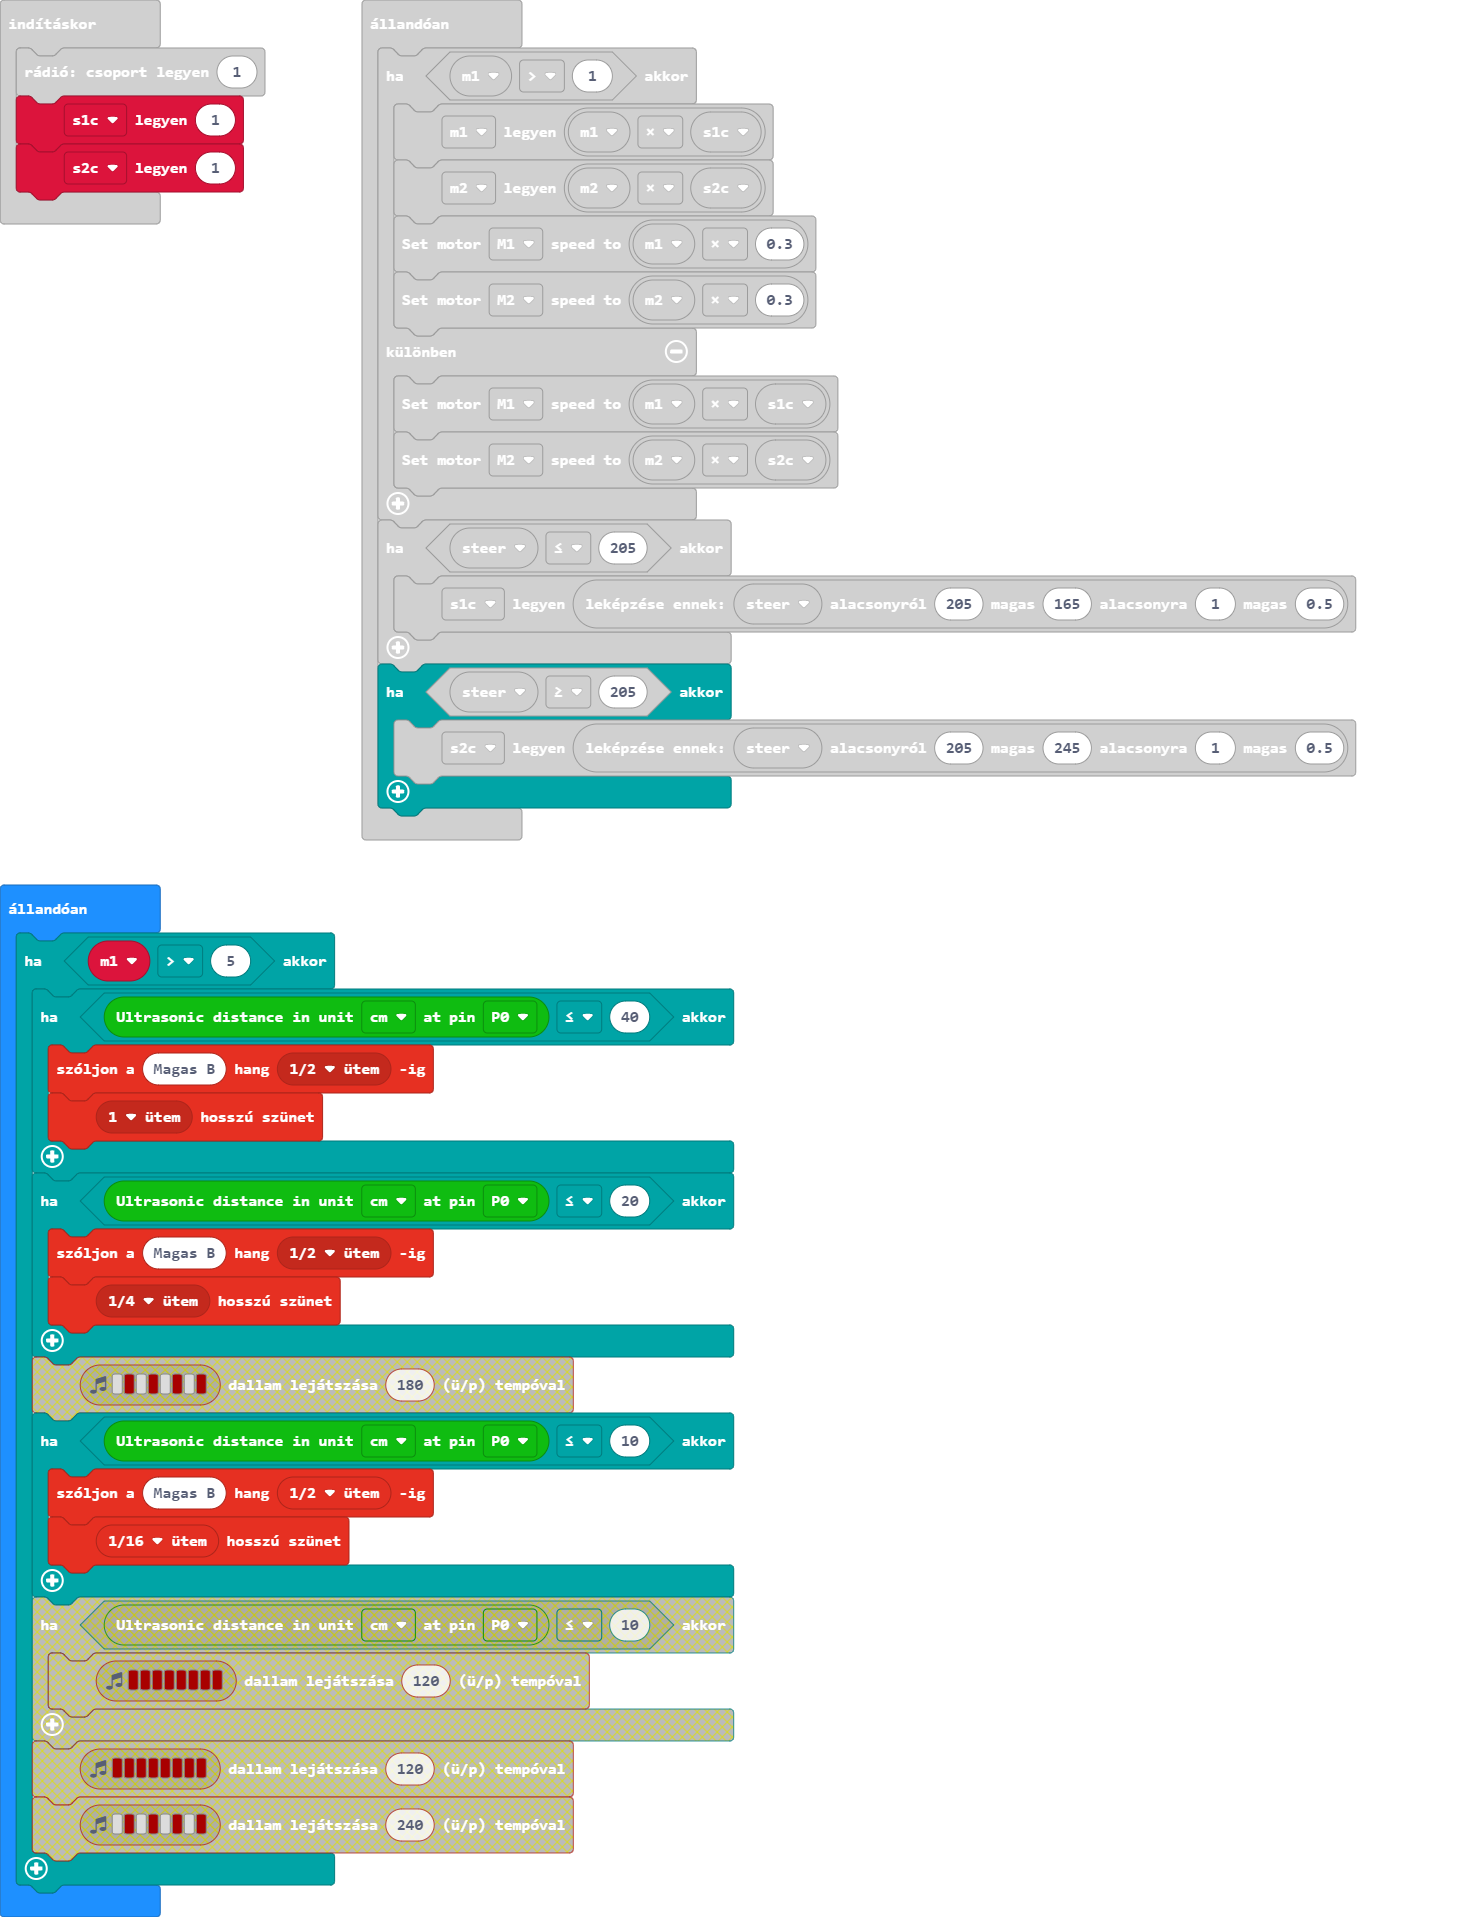 indításkor
rádió: csoport legyen 1
s1c legyen 1
s2c legyen 1
állandóan
ha m1 > 1 akkor
m1 legyen m1 × s1c
m2 legyen m2 × s2c
Set motor M1 speed to m1 × 0.3
Set motor M2 speed to m2 × 0.3
különben
Set motor M1 speed to m1 × s1c
Set motor M2 speed to m2 × s2c
ha steer ≤ 205 akkor
s1c legyen leképzése ennek: steer alacsonyról 205 magas 165 alacsonyra 1 magas 0.5
ha steer ≥ 205 akkor
s2c legyen leképzése ennek: steer alacsonyról 205 magas 245 alacsonyra 1 magas 0.5
állandóan
ha m1 > 5 akkor
ha Ultrasonic distance in unit cm at pin P0 ≤ 40 akkor
szóljon a Magas B hang 1/2 ütem -ig
1 ütem hosszú szünet
ha Ultrasonic distance in unit cm at pin P0 ≤ 20 akkor
szóljon a Magas B hang 1/2 ütem -ig
1/4 ütem hosszú szünet
dallam lejátszása 180 (ü/p) tempóval
ha Ultrasonic distance in unit cm at pin P0 ≤ 10 akkor
szóljon a Magas B hang 1/2 ütem -ig
1/16 ütem hosszú szünet
ha Ultrasonic distance in unit cm at pin P0 ≤ 10 akkor
dallam lejátszása 120 (ü/p) tempóval
dallam lejátszása 120 (ü/p) tempóval
dallam lejátszása 240 (ü/p) tempóval